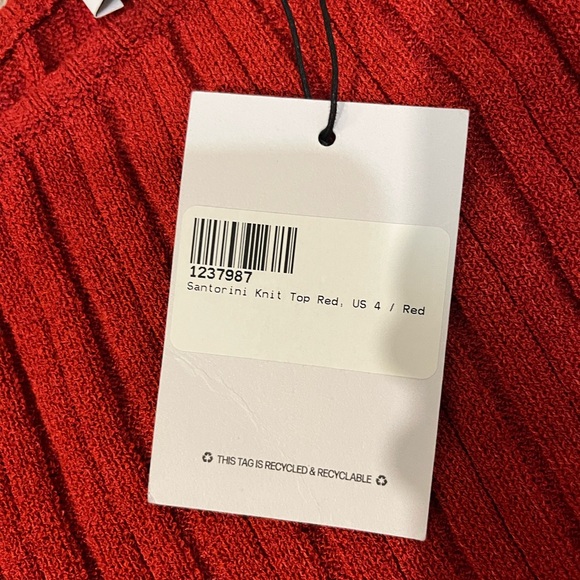 1237987
Santorini Knit Top Red, US 4 / Red
♻ THIS TAG IS RECYCLED & RECYCLABLE ♻